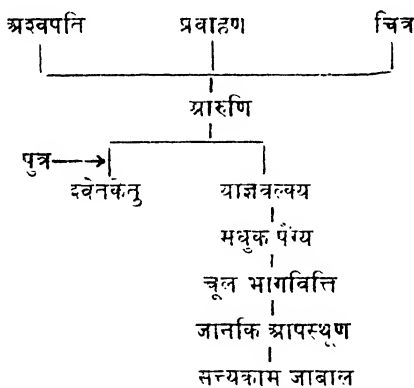 अश्वपति प्रवाहण चित्र
आरुणि
पुत्र
श्वेतकेतु याज्ञवल्क्य
मधुक पैंग्य
चूल भागवित्ति
जानकि आपस्थूण
सत्यकाम जाबाल